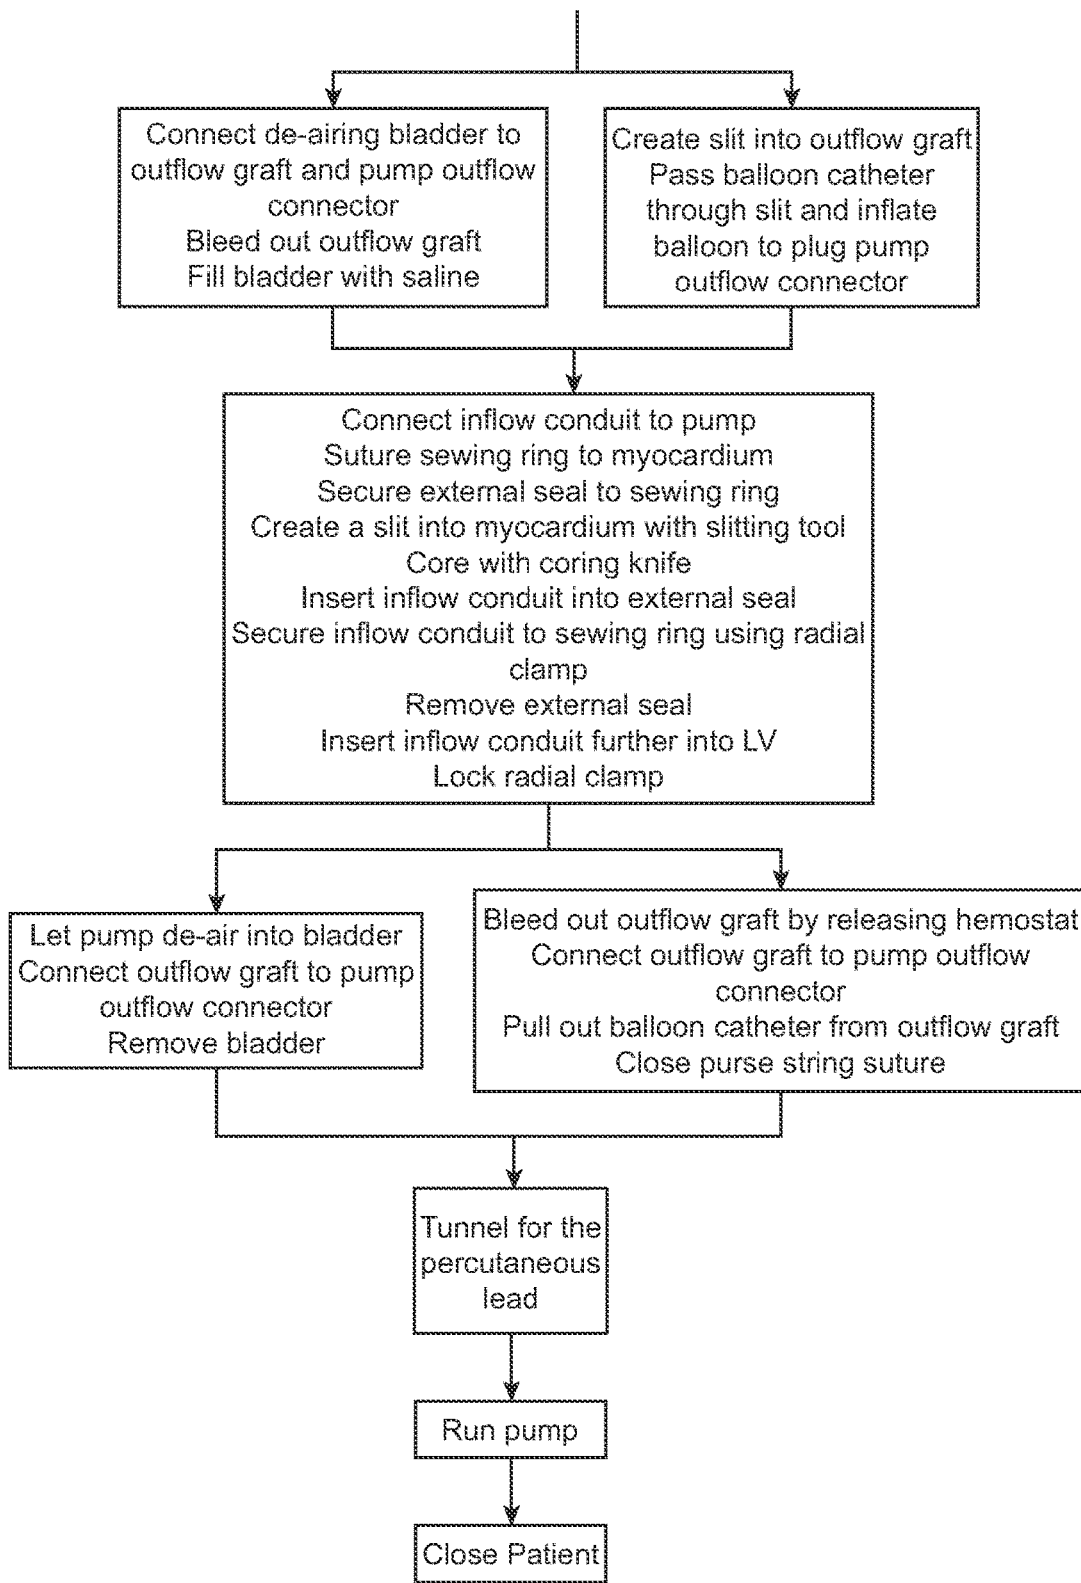 Connect de-airing bladder to
outflow graft and pump outflow
connector
Bleed out outflow graft
Fill bladder with saline
Create slit into outflow graft
Pass balloon catheter
through slit and inflate
balloon to plug pump
outflow connector
Connect inflow conduit to pump
Suture sewing ring to myocardium
Secure external seal to sewing ring
Create a slit into myocardium with slitting tool
Core with coring knife
Insert inflow conduit into external seal
Secure inflow conduit to sewing ring using radial
clamp
Remove external seal
Insert inflow conduit further into LV
Lock radial clamp
Let pump de-air into bladder
Connect outflow graft to pump
outflow connector
Remove bladder
Bleed out outflow graft by releasing hemostat
Connect outflow graft to pump outflow
connector
Pull out balloon catheter from outflow graft
Close purse string suture
Tunnel for the
percutaneous
lead
Run pump
Close Patient